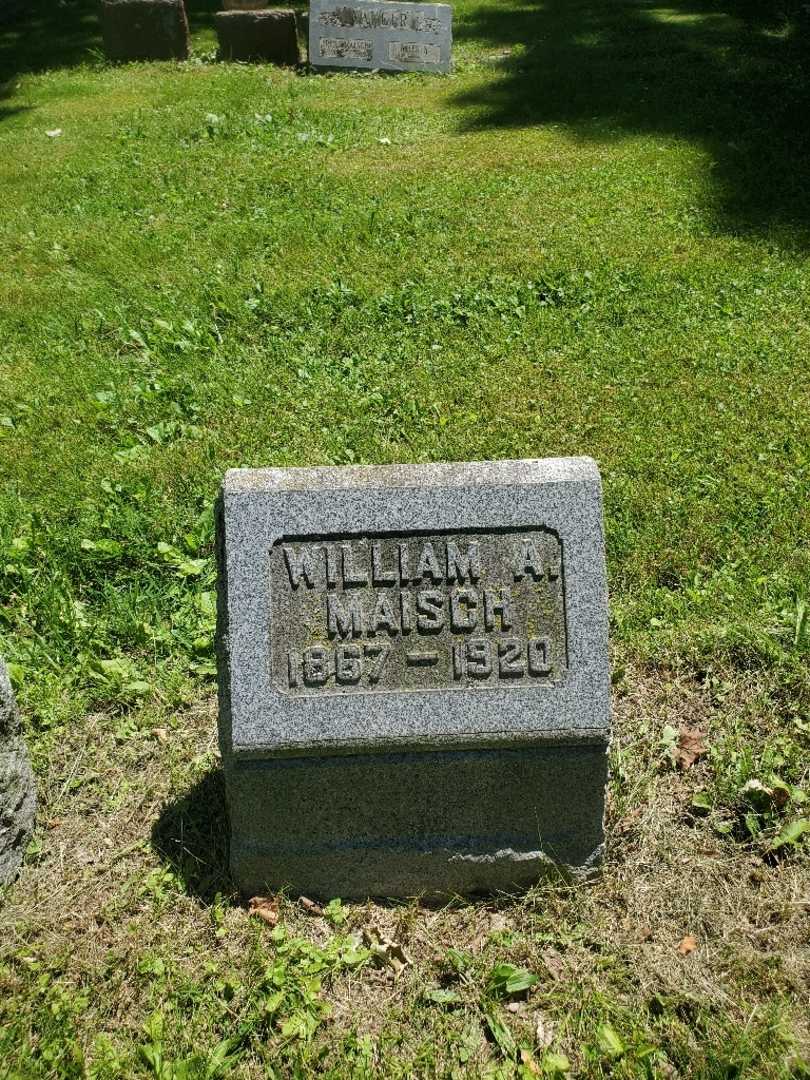 WILLIAM A.
MAISCH
1867 – 1920